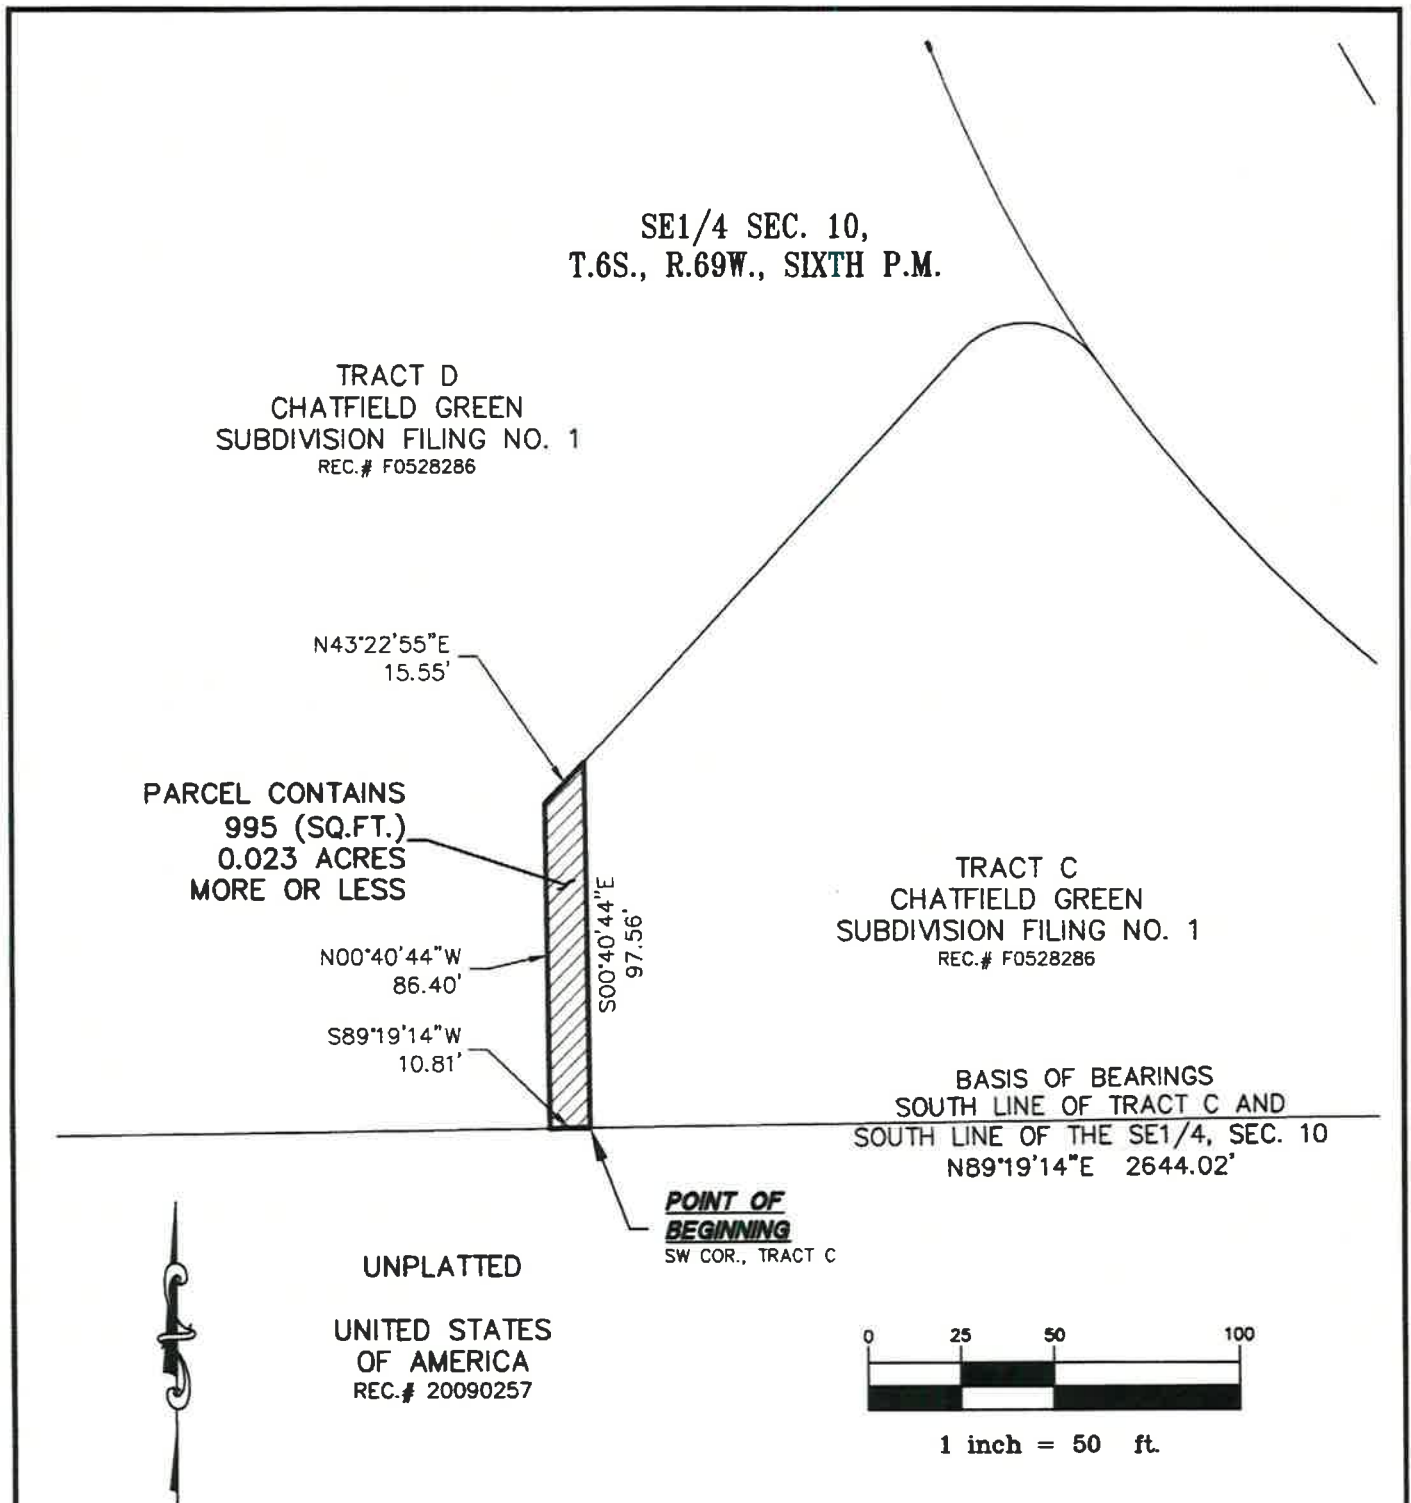 SE1/4 SEC. 10,
T.6S., R.69W., SIXTH P.M.
TRACT D
CHATFIELD GREEN
SUBDIVISION FILING NO. 1
REC.# F0528286
N43°22'55"E
15.55'
PARCEL CONTAINS
995 (SQ.FT.)
0.023 ACRES
MORE OR LESS
S00°40'44"E
97.56'
TRACT C
CHATFIELD GREEN
SUBDIVISION FILING NO. 1
REC.# F0528286
N00°40'44"W
86.40'
S89°19'14"W
10.81'
BASIS OF BEARINGS
SOUTH LINE OF TRACT C AND
SOUTH LINE OF THE SE1/4, SEC. 10
N89°19'14"E 2644.02'
POINT OF
BEGINNING
SW COR., TRACT C
UNPLATTED
UNITED STATES
OF AMERICA
REC.# 20090257
0 25 50 100
1 inch = 50 ft.